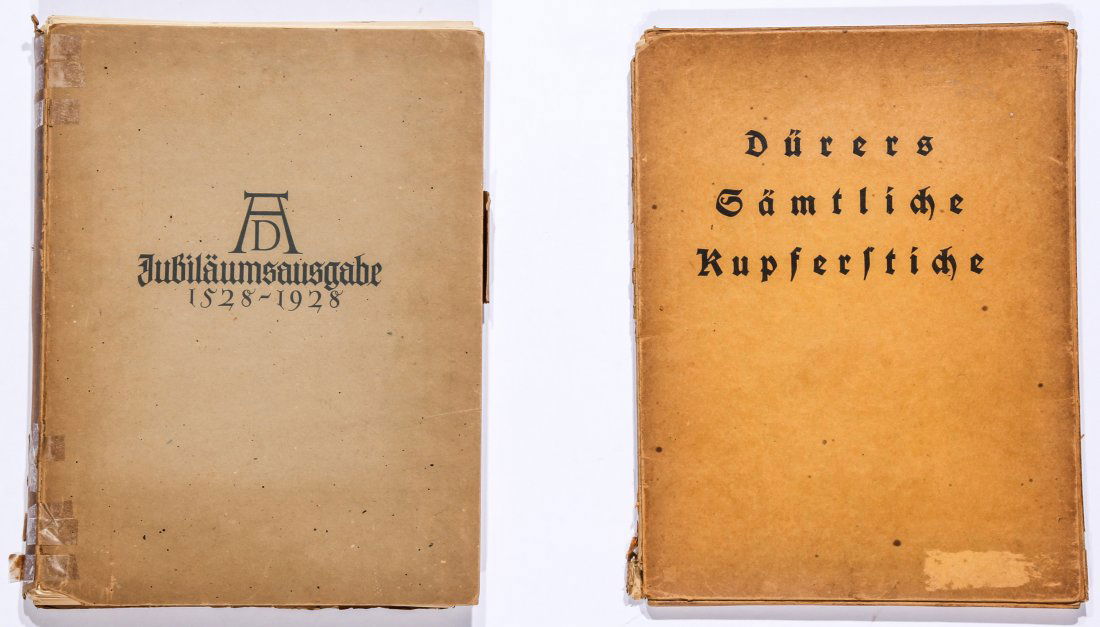 AD
Jubiläumsausgabe
1528-1928
Dürers
Sämtliche
Kupferstiche